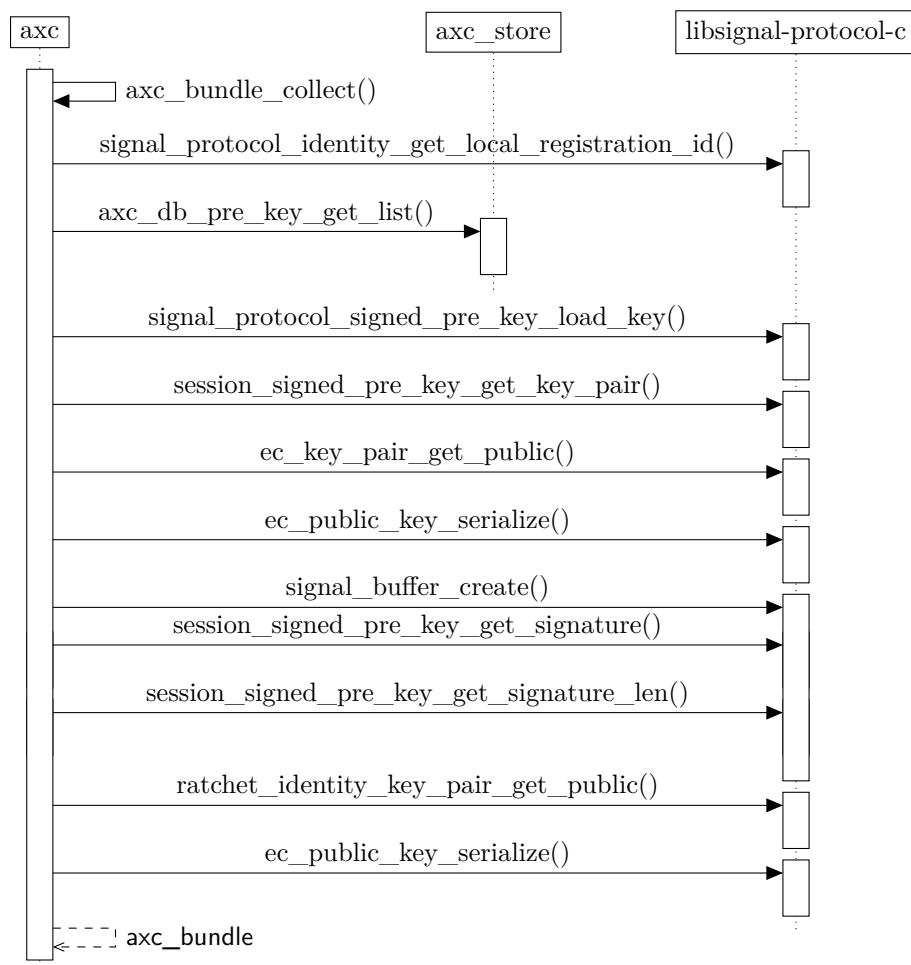 axc
axc_store
libsignal-protocol-c
axc_bundle_collect()
signal_protocol_identity_get_local_registration_id()
axc_db_pre_key_get_list()
signal_protocol_signed_pre_key_load_key()
session_signed_pre_key_get_key_pair()
ec_key_pair_get_public()
ec_public_key_serialize()
signal_buffer_create()
session_signed_pre_key_get_signature()
session_signed_pre_key_get_signature_len()
ratchet_identity_key_pair_get_public()
ec_public_key_serialize()
axc_bundle